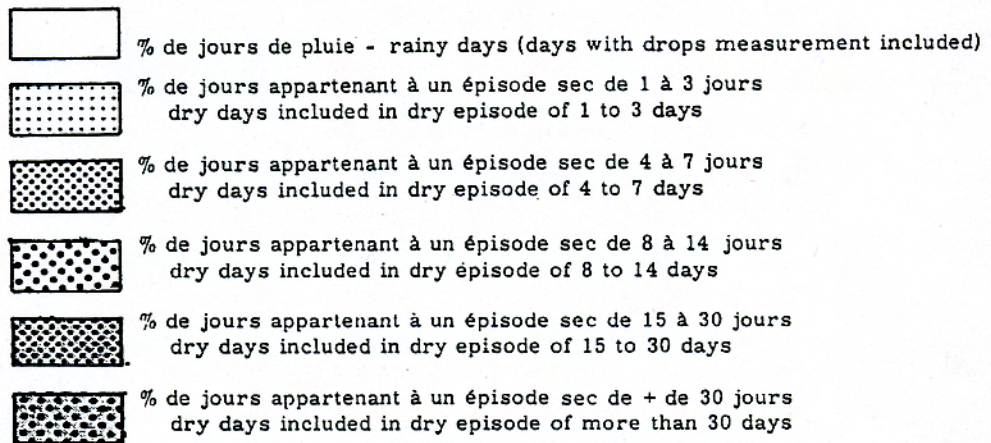 % de jours de pluie - rainy days (days with drops measurement included)
% de jours appartenant à un épisode sec de 1 à 3 jours
dry days included in dry episode of 1 to 3 days
% de jours appartenant à un épisode sec de 4 à 7 jours
dry days included in dry episode of 4 to 7 days
% de jours appartenant à un épisode sec de 8 à 14 jours
dry days included in dry épisode of 8 to 14 days
% de jours appartenant à un épisode sec de 15 à 30 jours
dry days included in dry episode of 15 to 30 days
% de jours appartenant à un épisode sec de + de 30 jours
dry days included in dry episode of more than 30 days